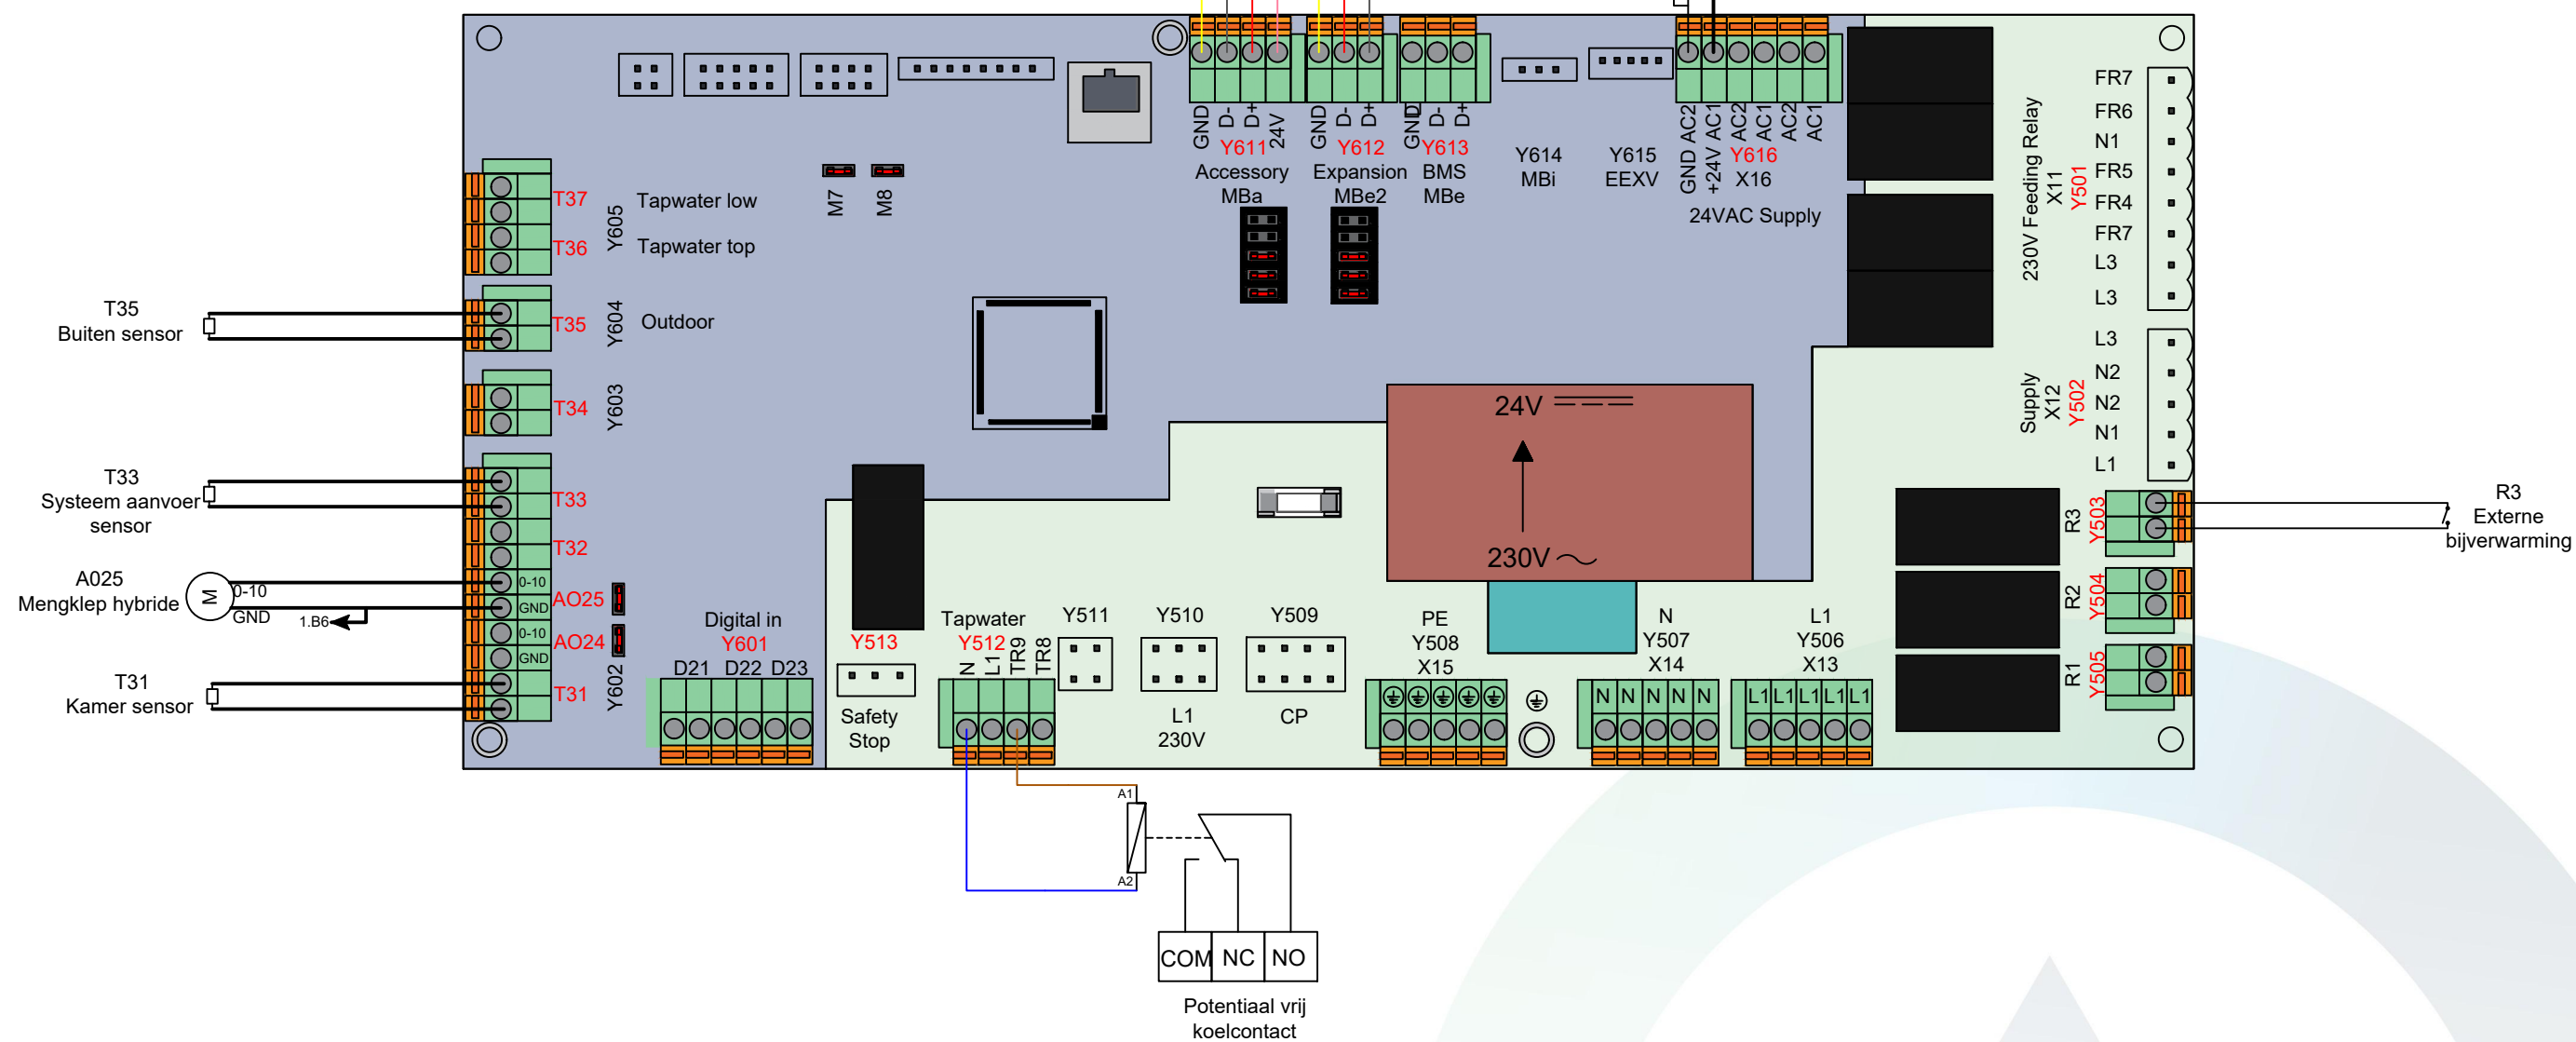 GND
D-
D+
24V
Y611
Accessory
MBa
GND
D-
D+
Y612
Expansion
MBe2
GND
D-
D+
Y613
BMS
MBe
Y614
MBi
Y615
EEXV
GND AC2
+24V AC1
AC2
AC1
AC2
AC1
Y616
X16
24VAC Supply
M7
M8
T37
T36
Y605
Tapwater low
Tapwater top
T35
Buiten sensor
T35
Y604
Outdoor
T34
Y603
T33
Systeem aanvoer
sensor
T33
T32
A025
Mengklep hybride
M
0-10
GND
1.B6
0-10
GND
AO25
0-10
GND
AO24
T31
Kamer sensor
T31
Y602
Digital in
Y601
D21
D22
D23
Y513
Safety
Stop
Tapwater
Y512
N
L1
TR9
TR8
Y511
Y510
L1
230V
Y509
CP
PE
Y508
X15
N
Y507
X14
N N N N N
L1
Y506
X13
L1 L1 L1 L1 L1
24V
230V
230V Feeding Relay
X11
Y501
FR7
FR6
N1
FR5
FR4
FR7
L3
L3
Supply
X12
Y502
L3
N2
N2
N1
L1
R3
Y503
R2
Y504
R1
Y505
R3
Externe
bijverwarming
A1
A2
COM
NC
NO
Potentiaal vrij
koelcontact